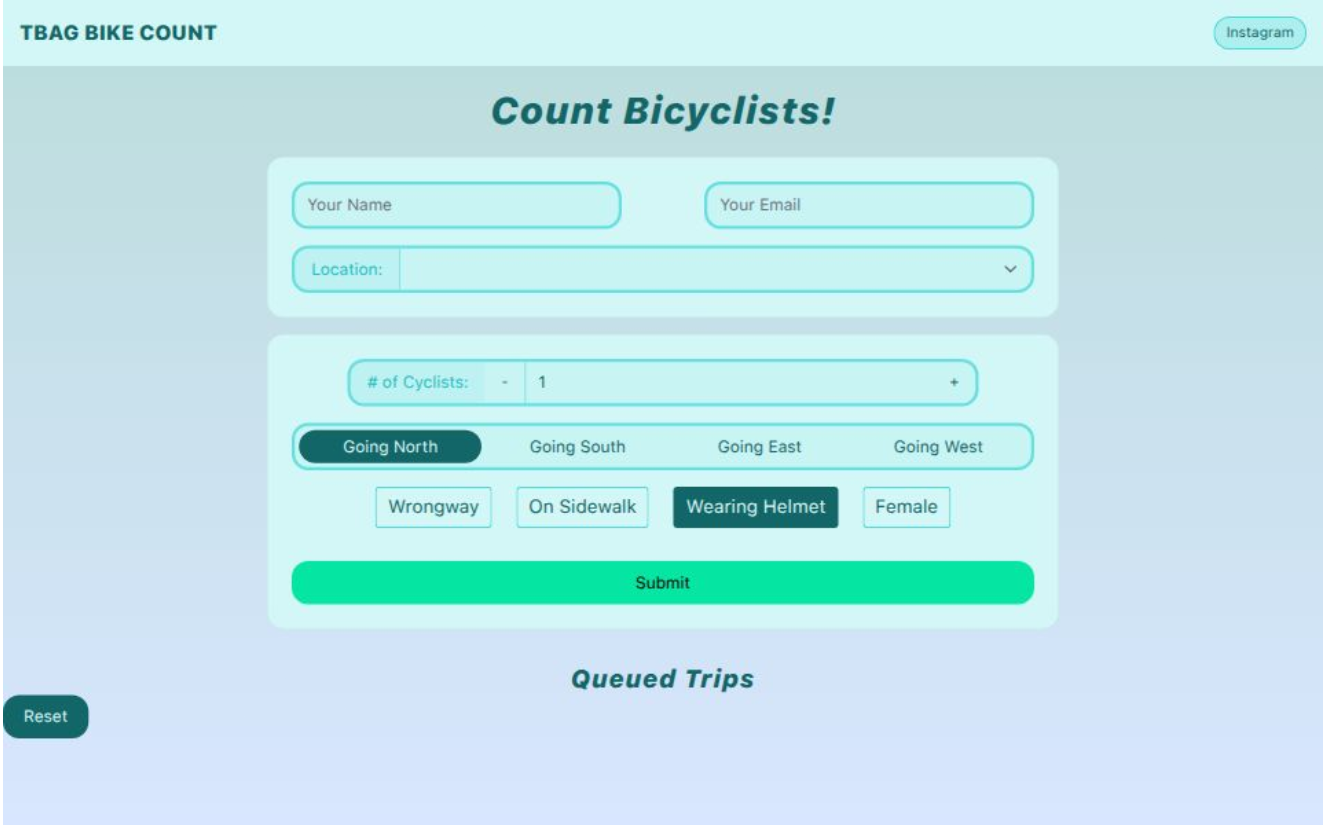 TBAG BIKE COUNT Instagram
Count Bicyclists!
Your Name Your Email
Location:
# of Cyclists: - 1 +
Going North Going South Going East Going West
Wrongway On Sidewalk Wearing Helmet Female
Submit
Queued Trips
Reset